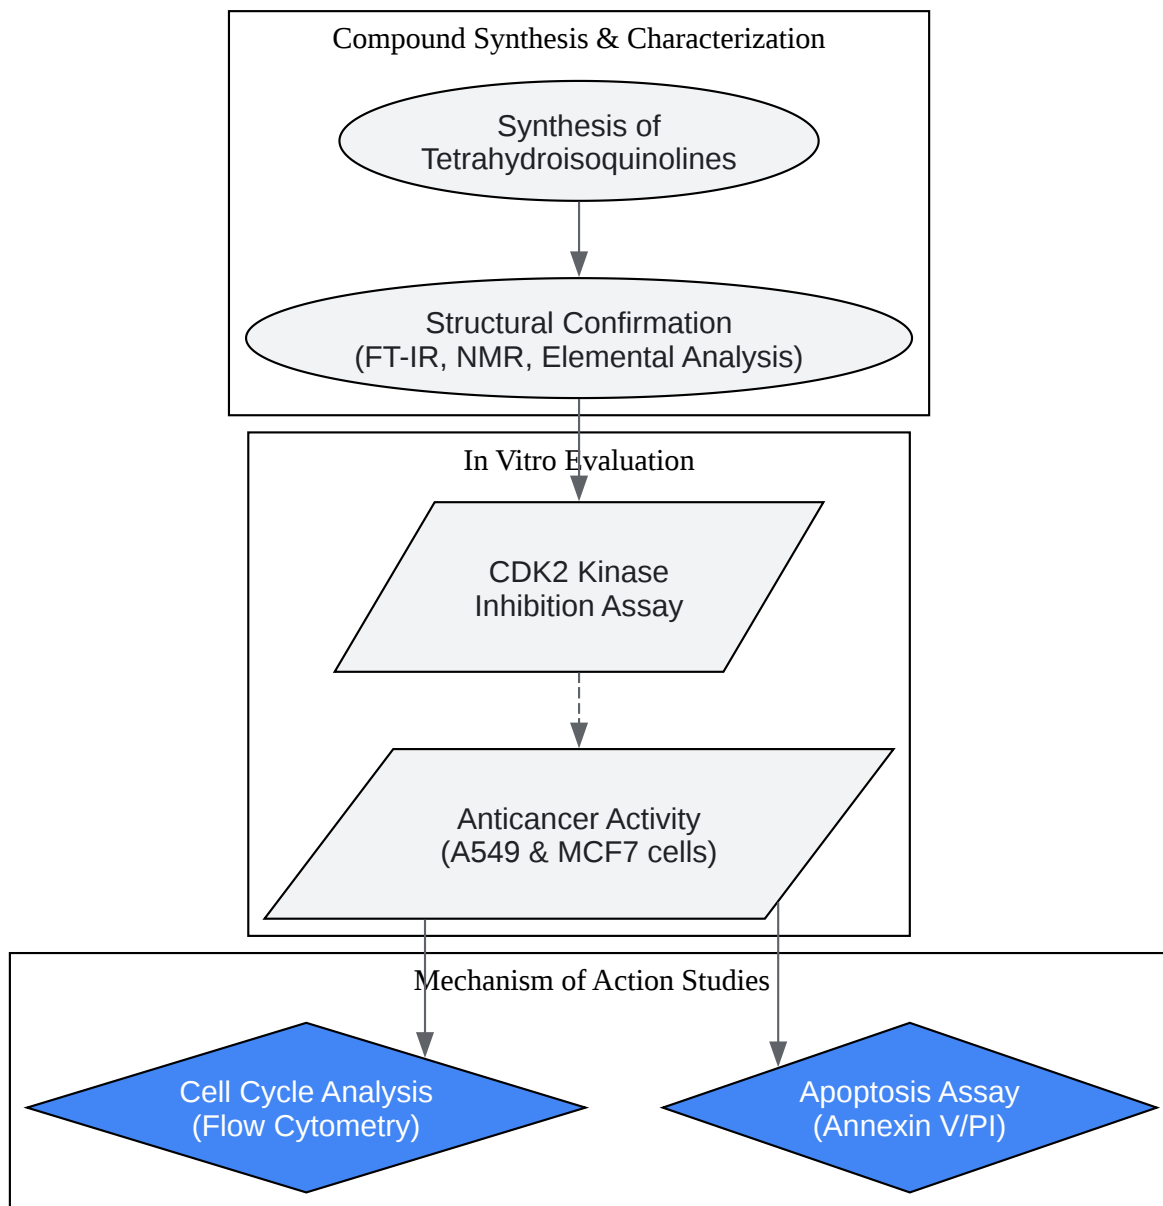 Compound Synthesis & Characterization
Synthesis of
Tetrahydroisoquinolines
Structural Confirmation
(FT-IR, NMR, Elemental Analysis)
In Vitro Evaluation
CDK2 Kinase
Inhibition Assay
Anticancer Activity
(A549 & MCF7 cells)
Mechanism of Action Studies
Cell Cycle Analysis
(Flow Cytometry)
Apoptosis Assay
(Annexin V/PI)